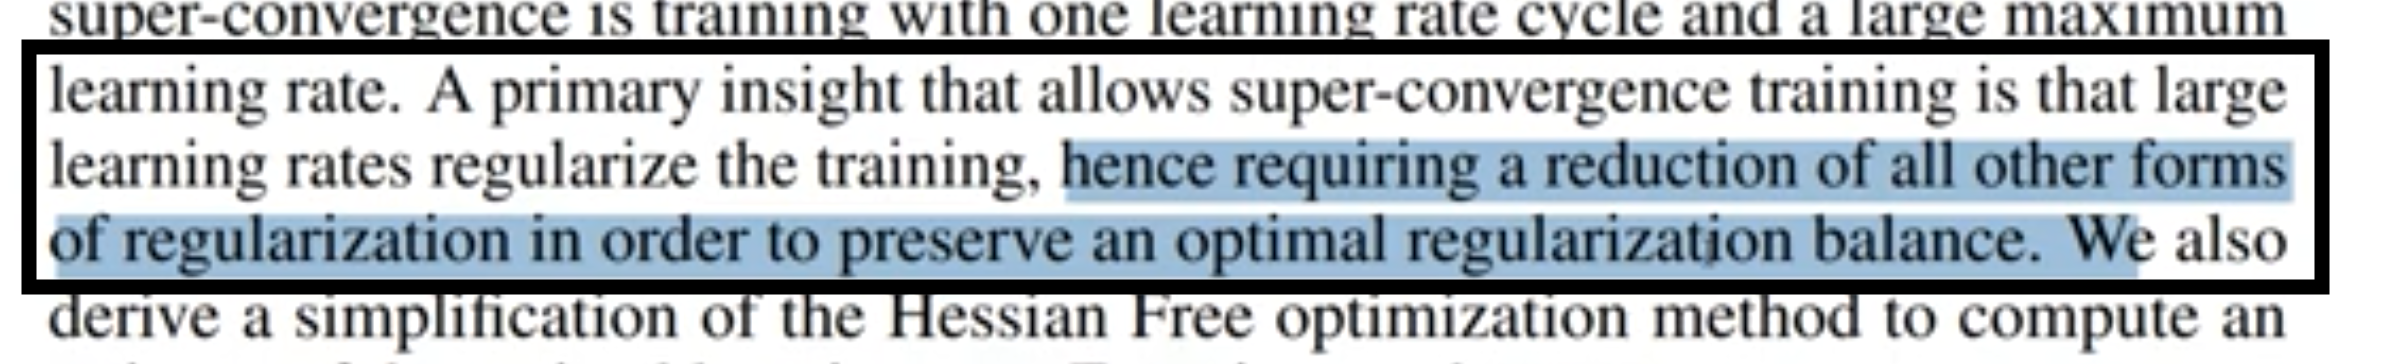 super-convergence is training with one learning rate cycle and a large maximum
learning rate. A primary insight that allows super-convergence training is that large
learning rates regularize the training, hence requiring a reduction of all other forms
of regularization in order to preserve an optimal regularization balance. We also
derive a simplification of the Hessian Free optimization method to compute an